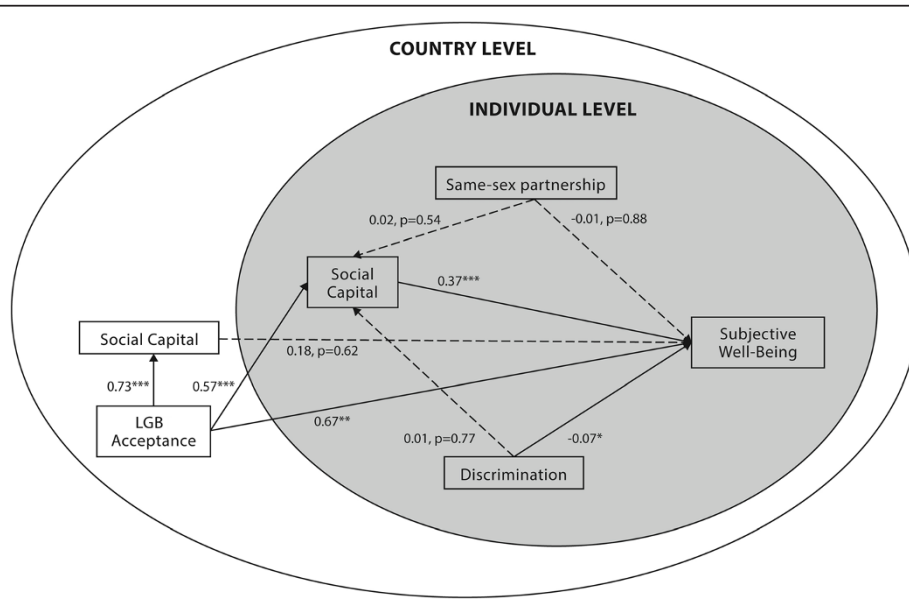 COUNTRY LEVEL
INDIVIDUAL LEVEL
Same-sex partnership
0.02, p=0.54
-0.01, p=0.88
Social
Capital
0.37***
Social Capital
0.18, p=0.62
Subjective
Well-Being
0.73***
0.57***
LGB
Acceptance
0.67**
0.01, p=0.77
-0.07*
Discrimination